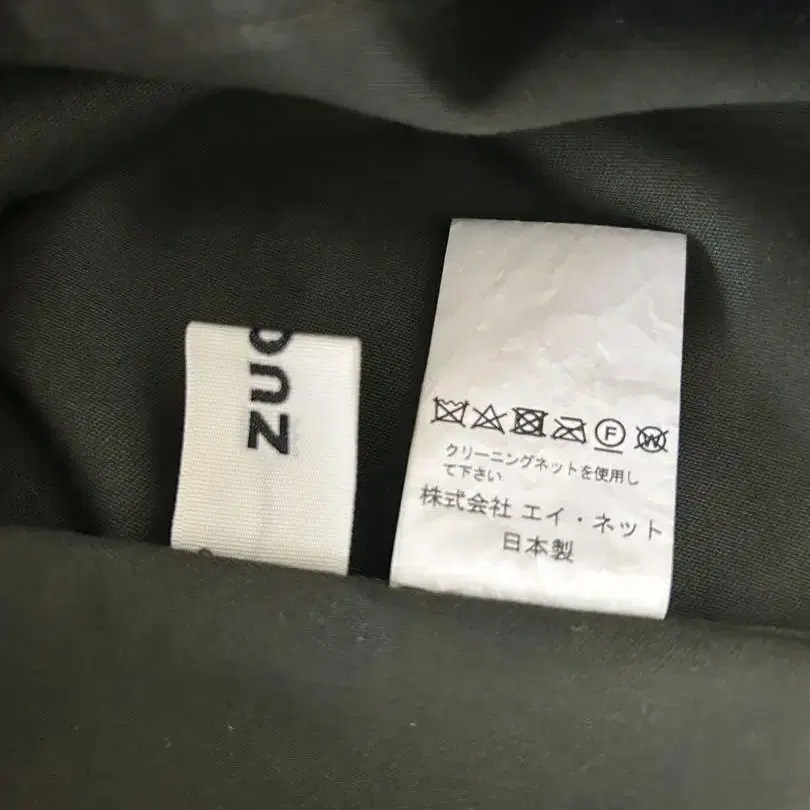 ZUC
F
W
クリーニングネットを使用し
て下さい
株式会社 エイ・ネット
日本製